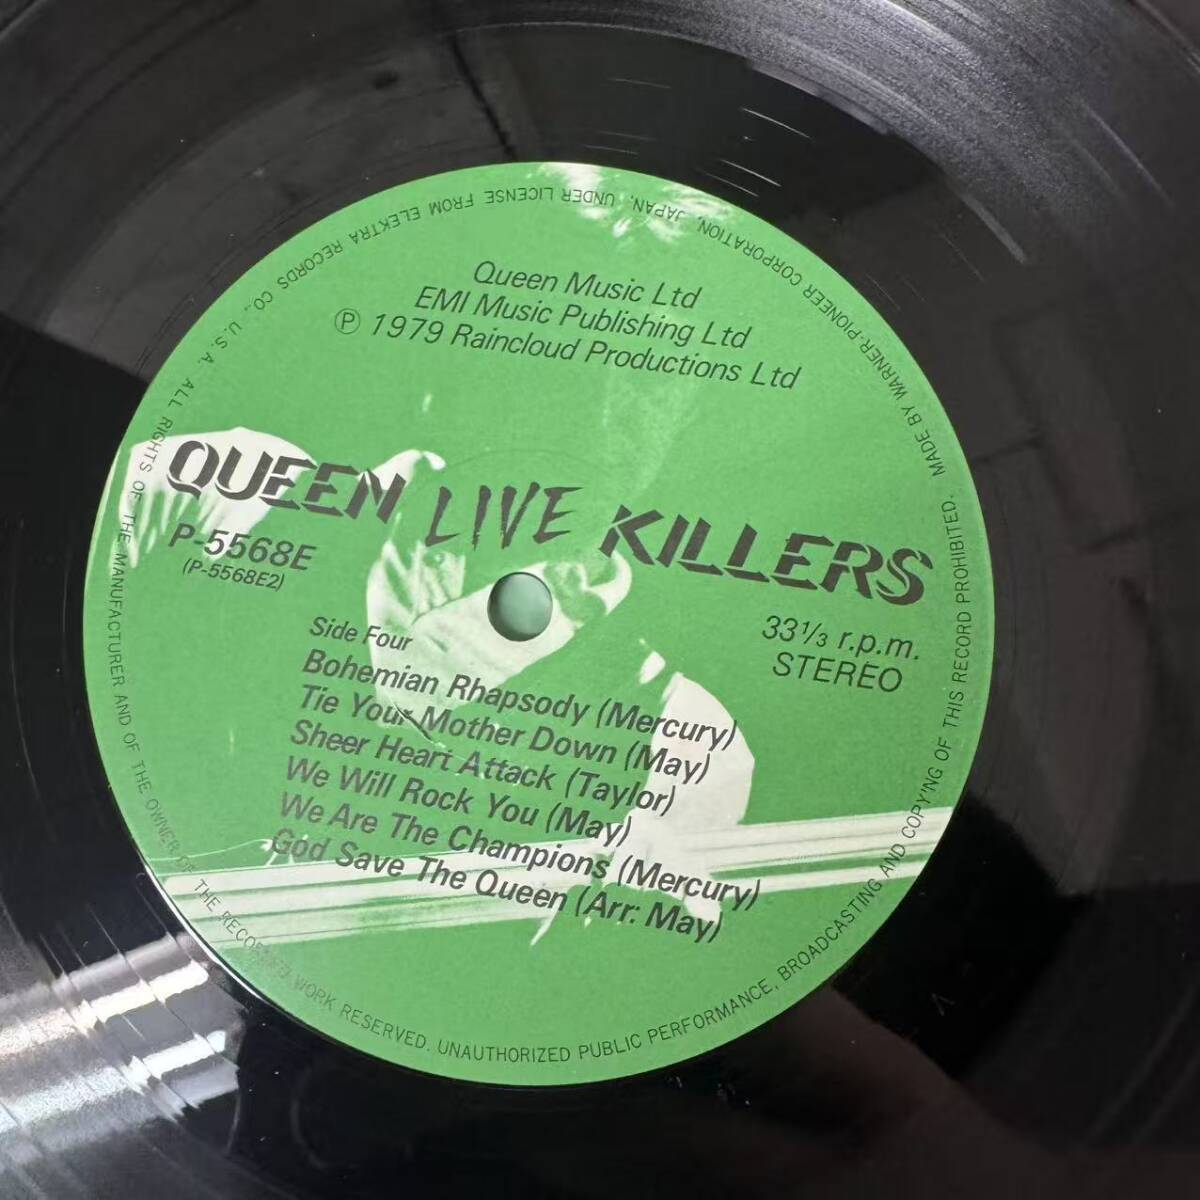 Queen Music Ltd
EMI Music Publishing Ltd
Ⓟ 1979 Raincloud Productions Ltd
QUEEN LIVE KILLERS
P-5568E
(P-5568E2)
33 1/3 r.p.m.
STEREO
Side Four
Bohemian Rhapsody (Mercury)
Tie Your Mother Down (May)
Sheer Heart Attack (Taylor)
We Will Rock You (May)
We Are The Champions (Mercury)
God Save The Queen (Arr: May)
MADE BY WARNER-PIONEER CORPORATION, JAPAN, UNDER LICENSE FROM ELEKTRA RECORDS CO., U.S.A. ALL RIGHTS OF THE MANUFACTURER AND OF THE OWNER OF THE RECORDED WORK RESERVED. UNAUTHORIZED PUBLIC PERFORMANCE, BROADCASTING AND COPYING OF THIS RECORD PROHIBITED.